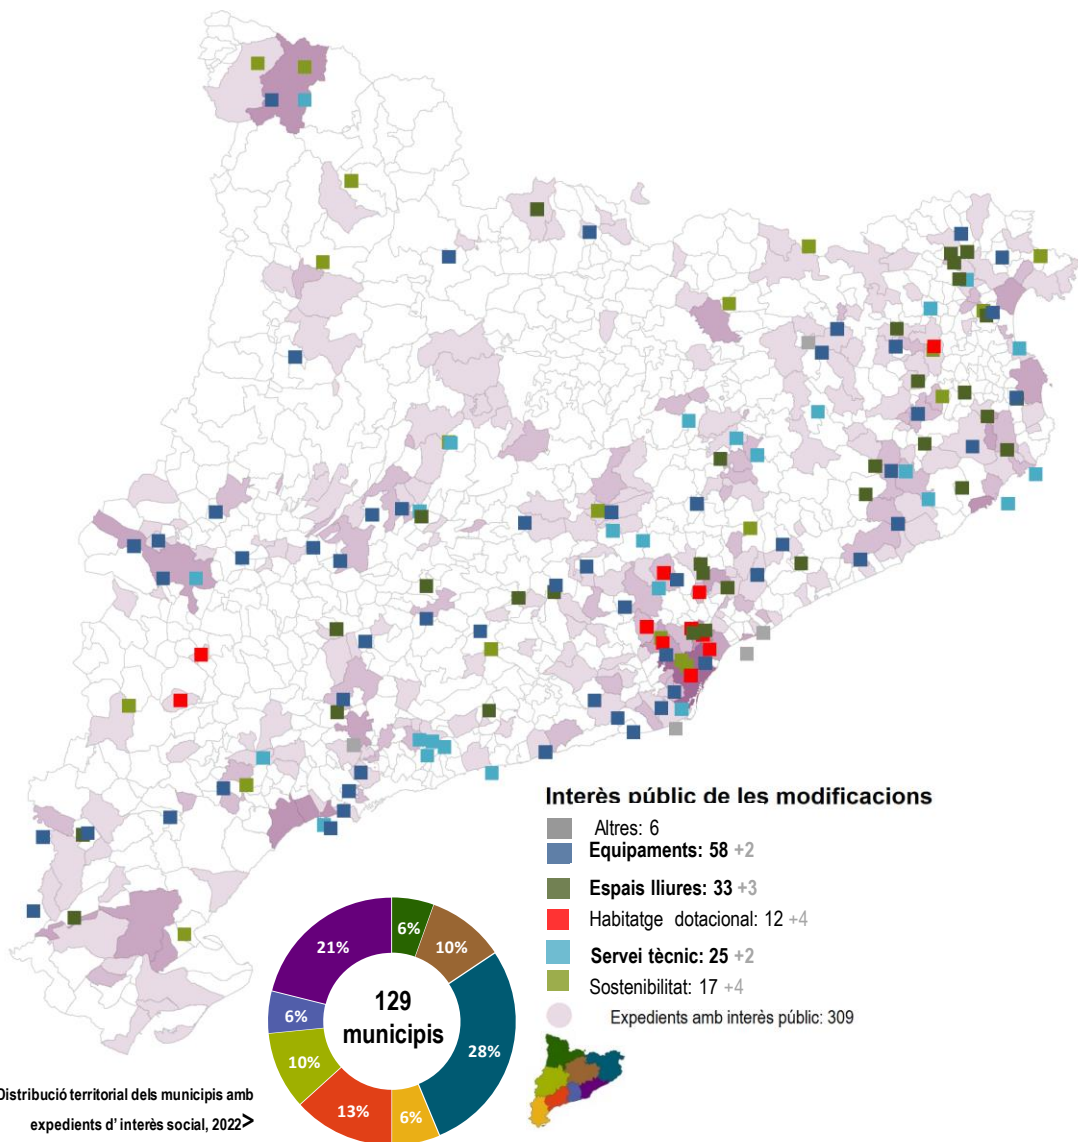 Interès públic de les modificacions
Altres: 6
Equipaments: 58 +2
Espais lliures: 33 +3
Habitatge dotacional: 12 +4
Servei tècnic: 25 +2
Sostenibilitat: 17 +4
Expedients amb interès públic: 309
6%
10%
28%
6%
13%
10%
6%
21%
129
municipis
Distribució territorial dels municipis amb
expedients d' interès social, 2022>